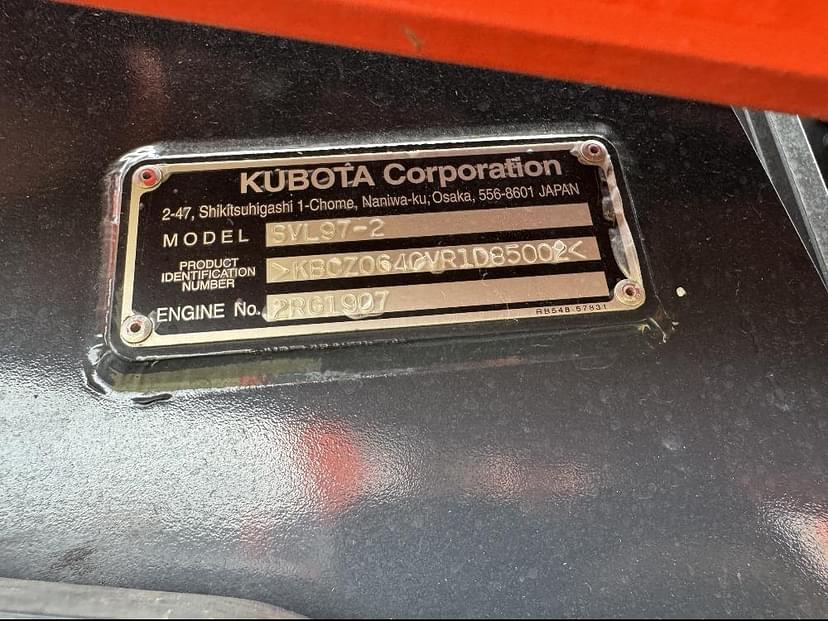 KUBOTA Corporation
2-47, Shikitsuhigashi 1-Chome, Naniwa-ku, Osaka, 556-8601 JAPAN
MODEL SVL97-2
PRODUCT
IDENTIFICATION
NUMBER
>KBCZ064CVR1D85002<
ENGINE No. 2RG1907
RB548-57831